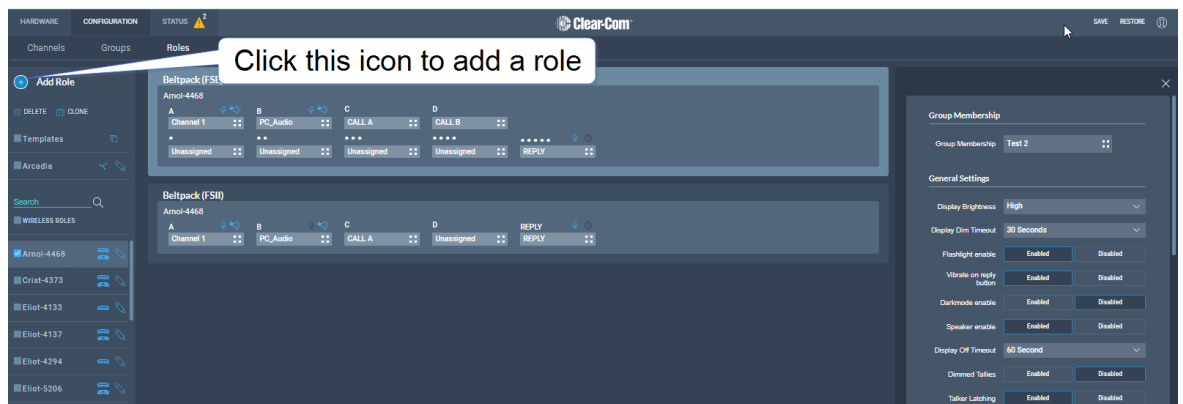 HARDWARE CONFIGURATION STATUS 2 Clear-Com SAVE RESTORE
Channels Groups Roles
Click this icon to add a role
Add Role
DELETE CLONE
Templates
Arcadia
Search
WIRELESS ROLES
Arnol-4468
Crist-4373
Eliot-4133
Eliot-4137
Eliot-4294
Eliot-5206
Beltpack (FSE)
Arnol-4468
A B C D
Channel 1 PC_Audio CALL A CALL B
Unassigned Unassigned Unassigned Unassigned REPLY
Beltpack (FSII)
Arnol-4468
A B C D REPLY
Channel 1 PC_Audio CALL A Unassigned REPLY
Group Membership
Group Membership Test 2
General Settings
Display Brightness High
Display Dim Timeout 30 Seconds
Flashlight enable Enabled Disabled
Vibrate on reply
button Enabled Disabled
Darkmode enable Enabled Disabled
Speaker enable Enabled Disabled
Display Off Timeout 60 Second
Dimmed Tallies Enabled Disabled
Talker Latching Enabled Disabled